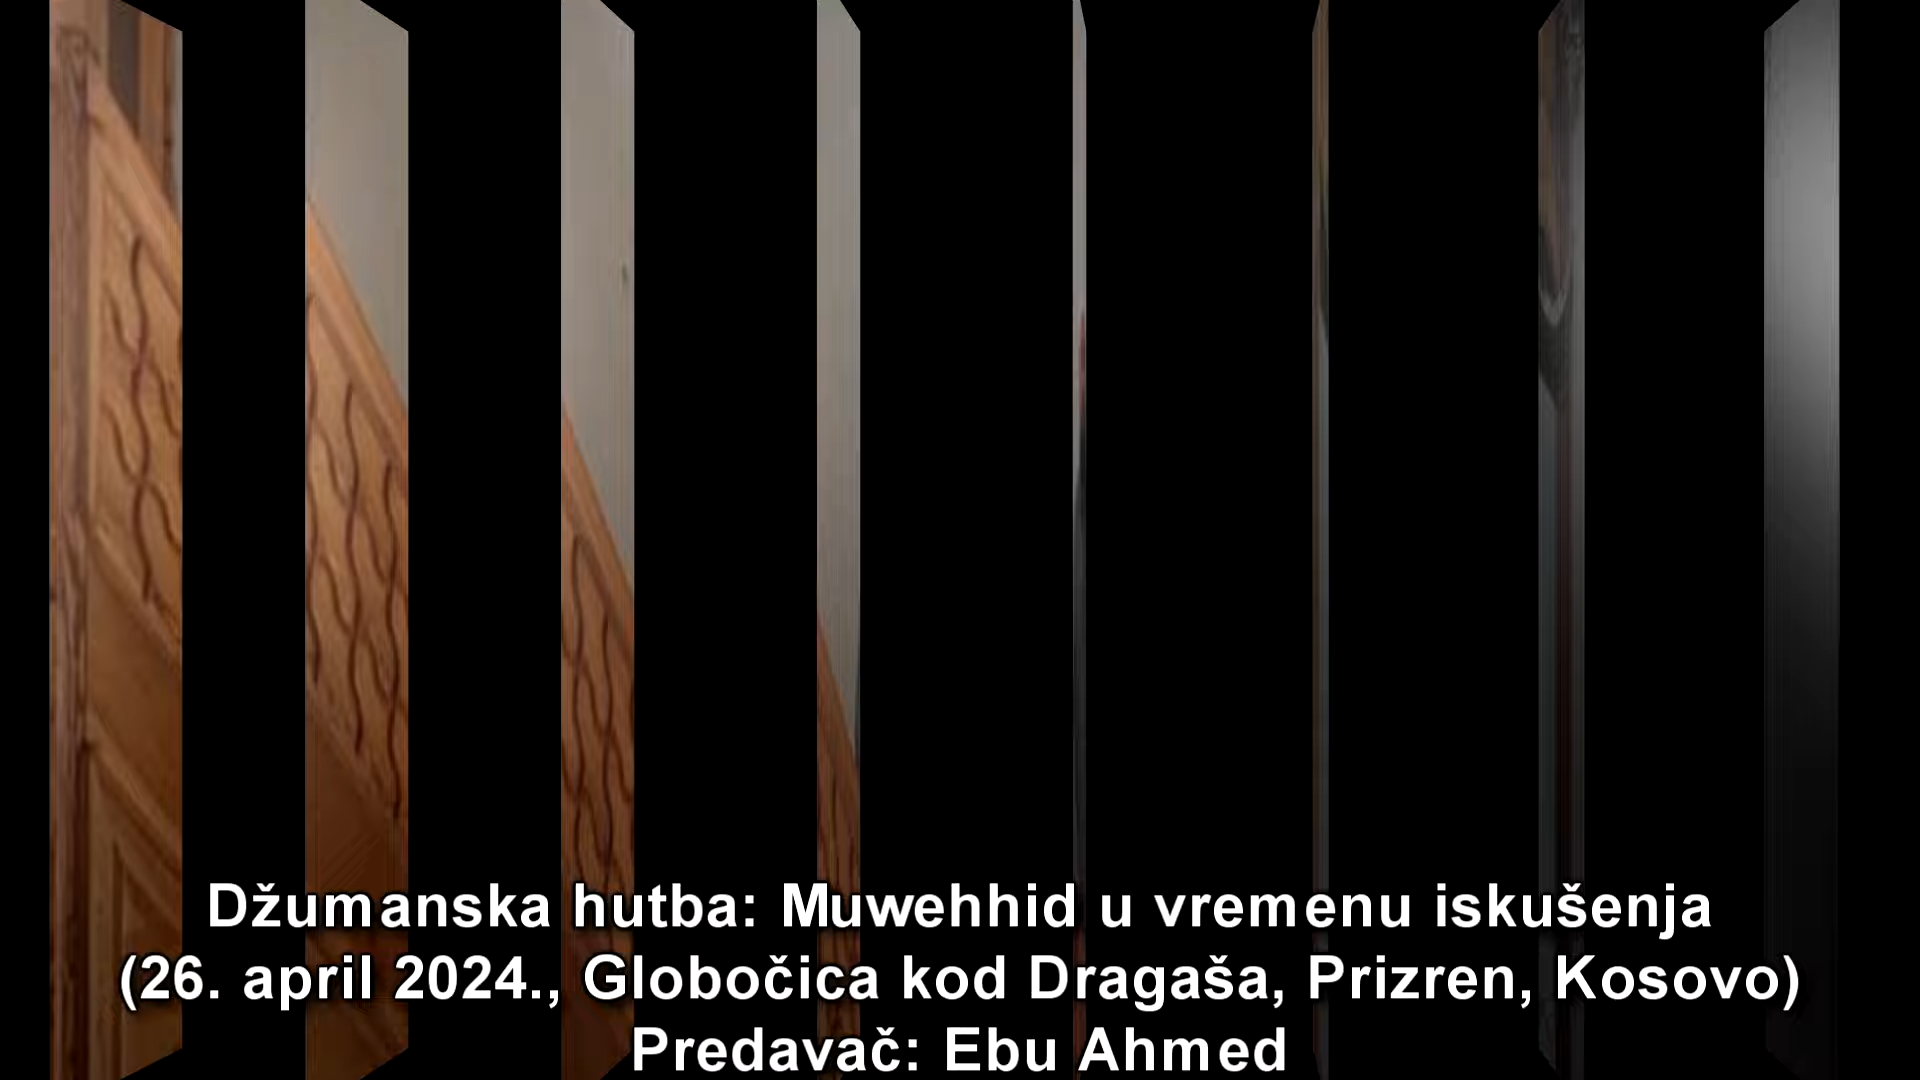 Džumanska hutba: Muwehhid u vremenu iskušenja
(26. april 2024., Globočica kod Dragaša, Prizren, Kosovo)
Predavač: Ebu Ahmed